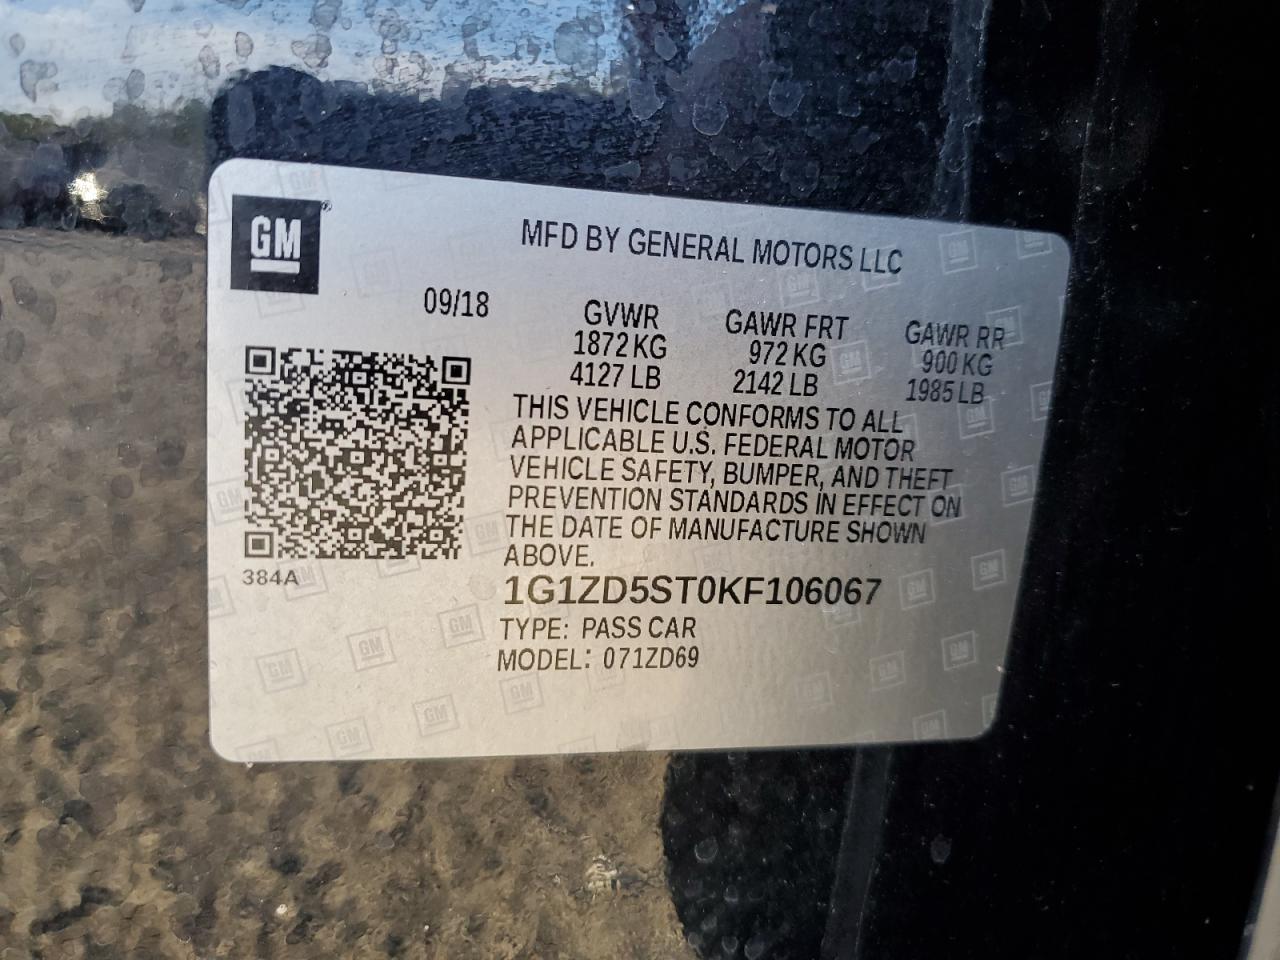 GM
MFD BY GENERAL MOTORS LLC
09/18
GVWR GAWR FRT GAWR RR
1872 KG 972 KG 900 KG
4127 LB 2142 LB 1985 LB
THIS VEHICLE CONFORMS TO ALL
APPLICABLE U.S. FEDERAL MOTOR
VEHICLE SAFETY, BUMPER, AND THEFT
PREVENTION STANDARDS IN EFFECT ON
THE DATE OF MANUFACTURE SHOWN
ABOVE.
384A
1G1ZD5ST0KF106067
TYPE: PASS CAR
MODEL: 071ZD69